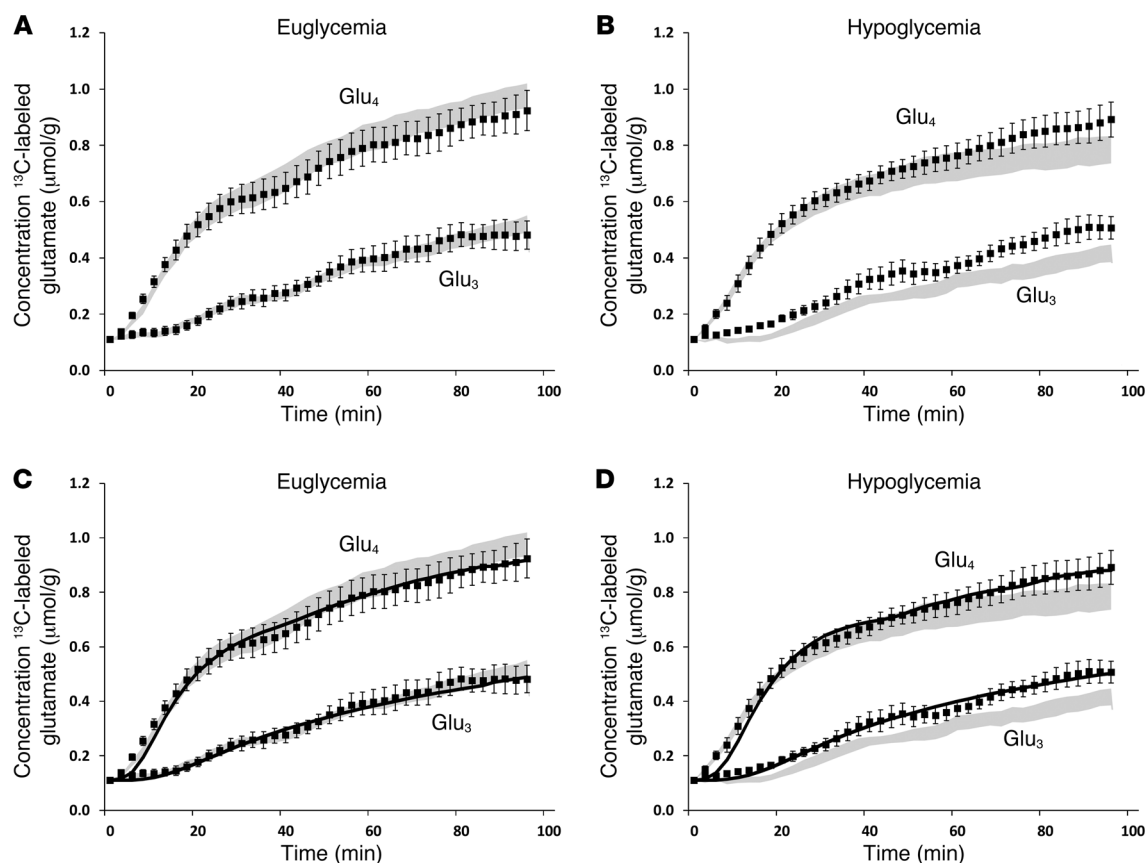 A
Euglycemia
Concentration ¹³C-labeled
glutamate (μmol/g)
1.2
1.0
0.8
0.6
0.4
0.2
0.0
Glu₄
Glu₃
0 20 40 60 80 100
Time (min)
B
Hypoglycemia
Concentration ¹³C-labeled
glutamate (μmol/g)
1.2
1.0
0.8
0.6
0.4
0.2
0.0
Glu₄
Glu₃
0 20 40 60 80 100
Time (min)
C
Euglycemia
Concentration ¹³C-labeled
glutamate (μmol/g)
1.2
1.0
0.8
0.6
0.4
0.2
0.0
Glu₄
Glu₃
0 20 40 60 80 100
Time (min)
D
Hypoglycemia
Concentration ¹³C-labeled
glutamate (μmol/g)
1.2
1.0
0.8
0.6
0.4
0.2
0.0
Glu₄
Glu₃
0 20 40 60 80 100
Time (min)